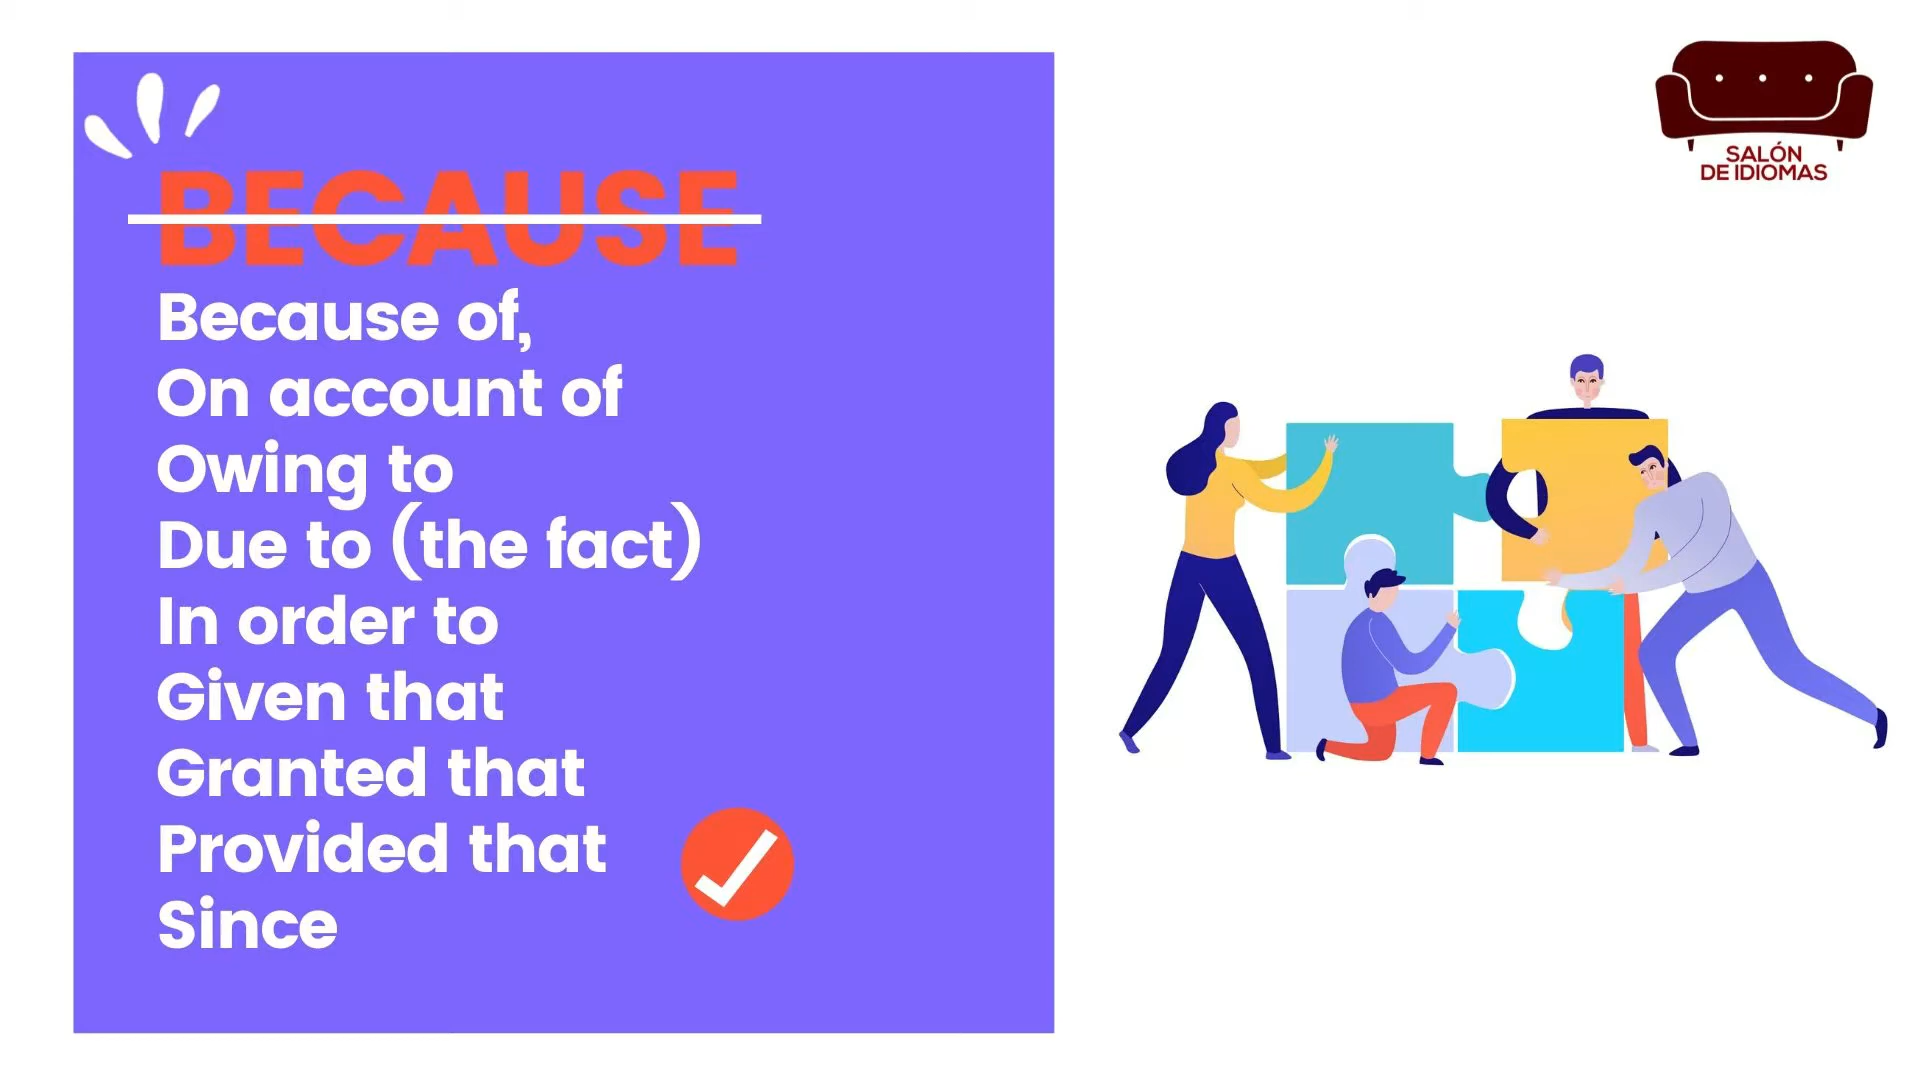 BECAUSE
Because of,
On account of
Owing to
Due to (the fact)
In order to
Given that
Granted that
Provided that
Since
SALÓN
DE IDIOMAS